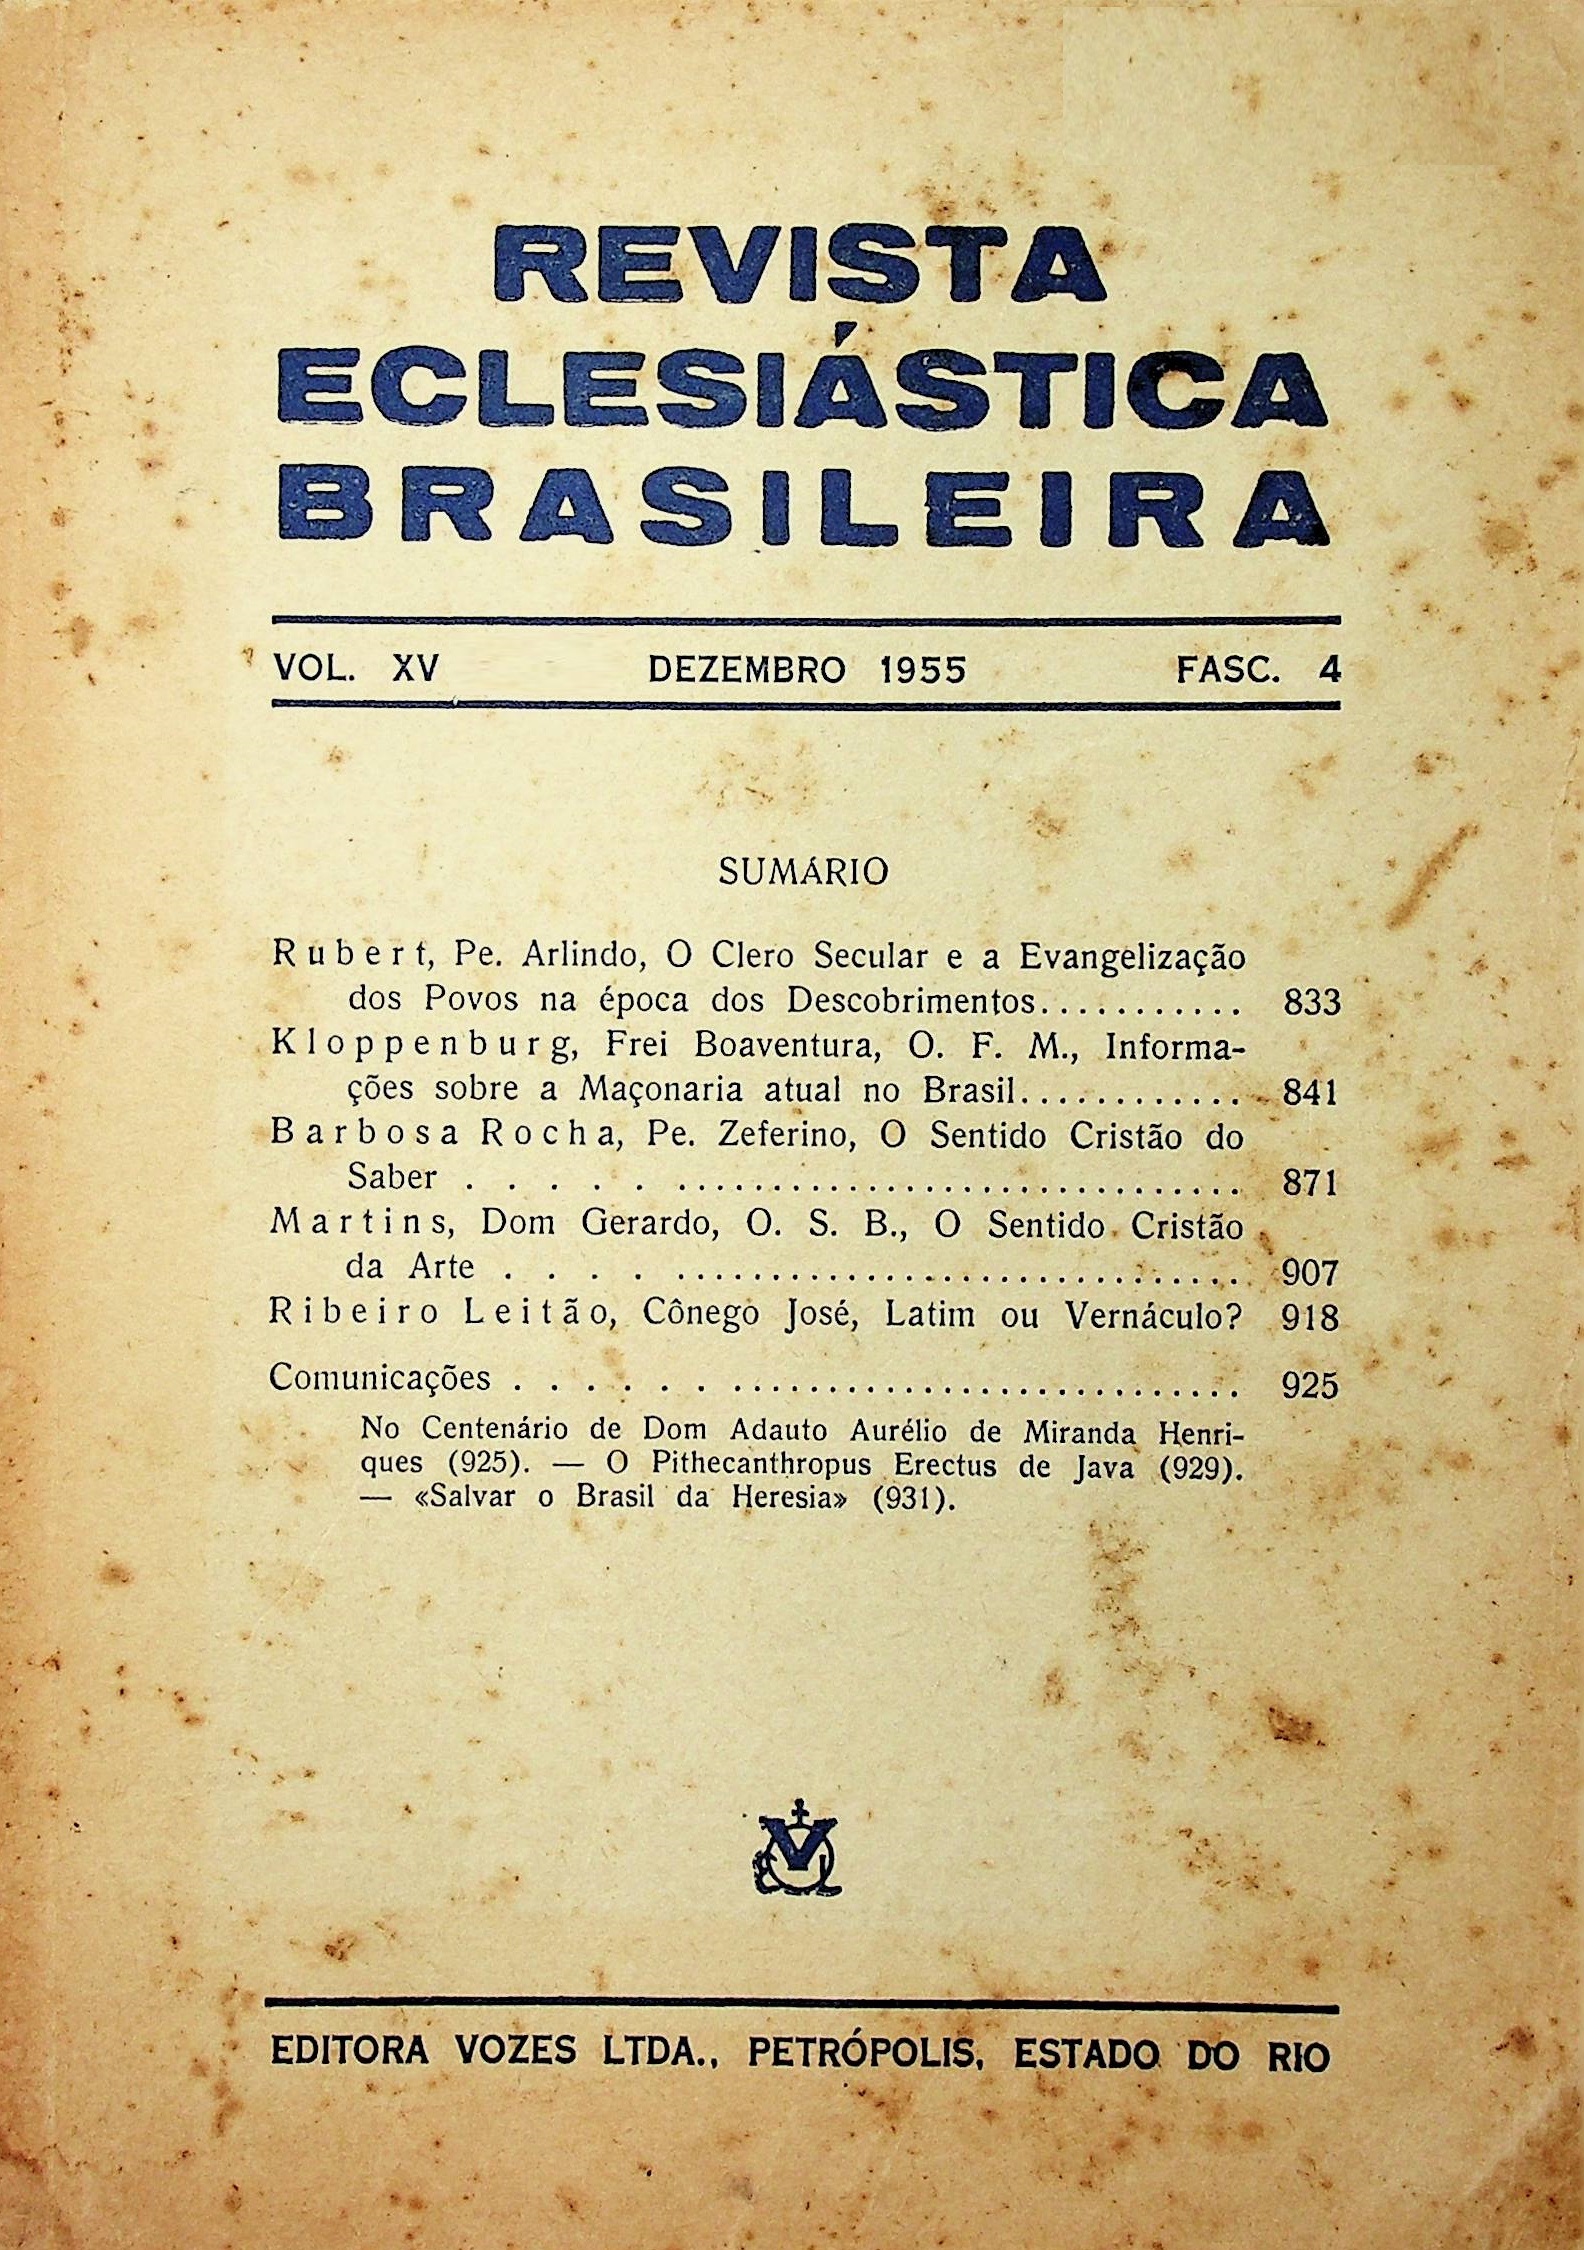 REVISTA
ECLESIÁSTICA
BRASILEIRA
VOL. XV DEZEMBRO 1955 FASC. 4
SUMÁRIO
Rubert, Pe. Arlindo, O Clero Secular e a Evangelização
dos Povos na época dos Descobrimentos........... 833
Kloppenburg, Frei Boaventura, O. F. M., Informa-
ções sobre a Maçonaria atual no Brasil............ 841
Barbosa Rocha, Pe. Zeferino, O Sentido Cristão do
Saber . . . . . .............................. 871
Martins, Dom Gerardo, O. S. B., O Sentido Cristão
da Arte . . . . .............................. 907
Ribeiro Leitão, Cônego José, Latim ou Vernáculo? 918
Comunicações . . . . . . ........................... 925
No Centenário de Dom Adauto Aurélio de Miranda Henri-
ques (925). — O Pithecanthropus Erectus de Java (929).
— «Salvar o Brasil da Heresia» (931).
V
EDITORA VOZES LTDA., PETRÓPOLIS, ESTADO DO RIO